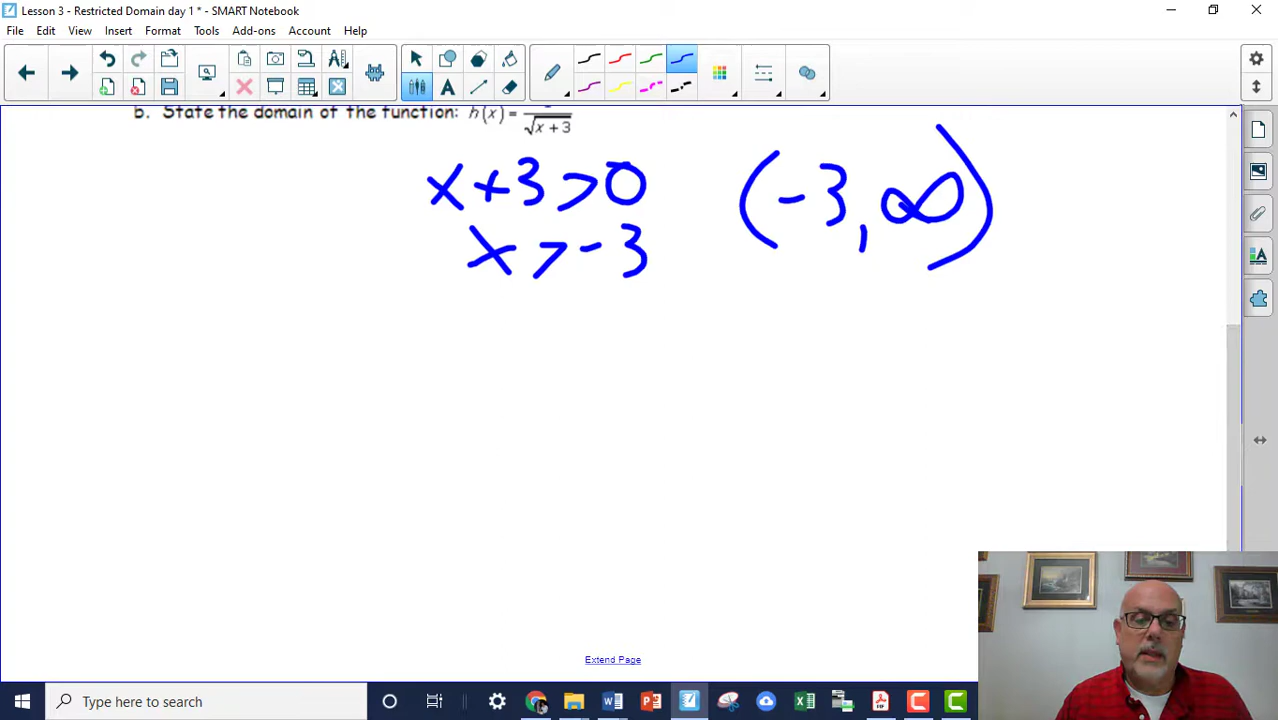 Lesson 3 - Restricted Domain day 1 * - SMART Notebook
File Edit View Insert Format Tools Add-ons Account Help
b. State the domain of the function: h(x) = / √(x + 3)
x + 3 > 0 (-3, ∞)
x > -3
Extend Page
Type here to search